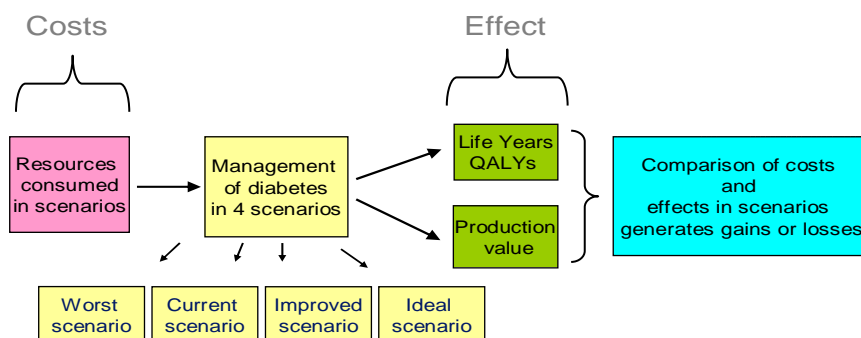 Costs
Effect
Resources
consumed
in scenarios
Management
of diabetes
in 4 scenarios
Life Years
QALYs
Production
value
Comparison of costs
and
effects in scenarios
generates gains or losses
Worst
scenario
Current
scenario
Improved
scenario
Ideal
scenario